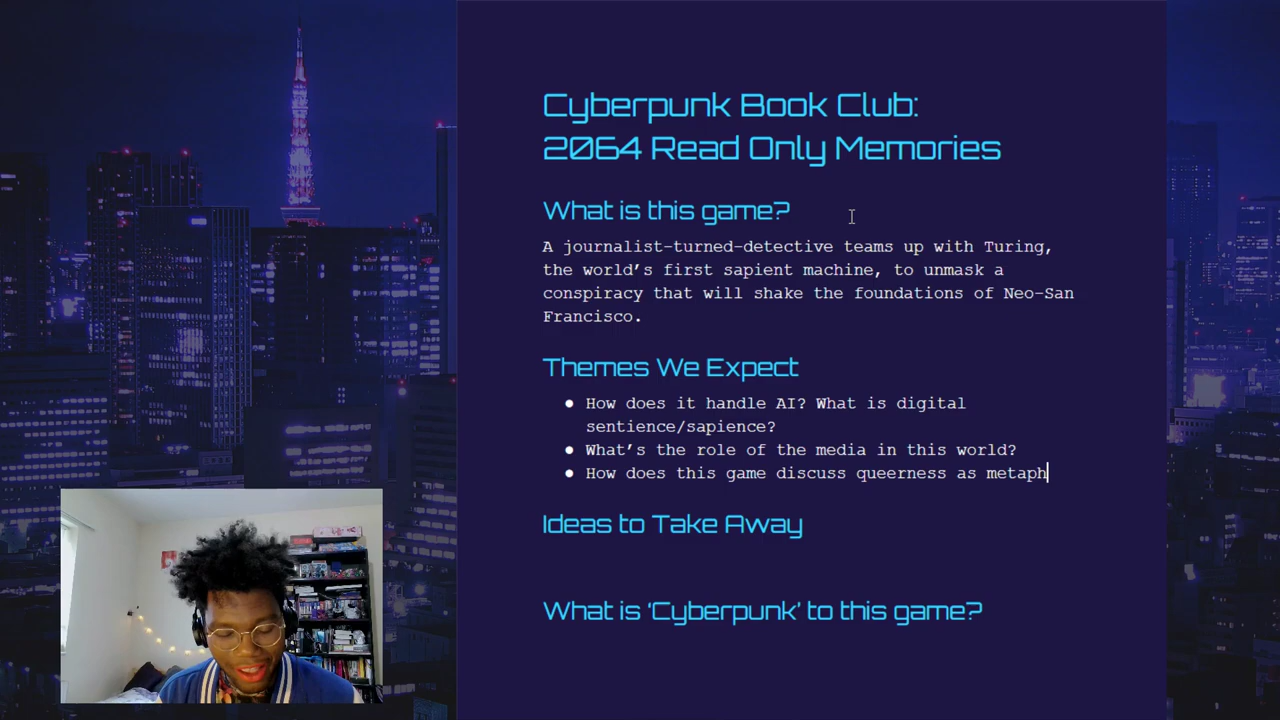 Cyberpunk Book Club:
2064 Read Only Memories
What is this game?
A journalist-turned-detective teams up with Turing,
the world's first sapient machine, to unmask a
conspiracy that will shake the foundations of Neo-San
Francisco.
Themes We Expect
● How does it handle AI? What is digital
sentience/sapience?
● What's the role of the media in this world?
● How does this game discuss queerness as metaph
Ideas to Take Away
What is ‘Cyberpunk’ to this game?